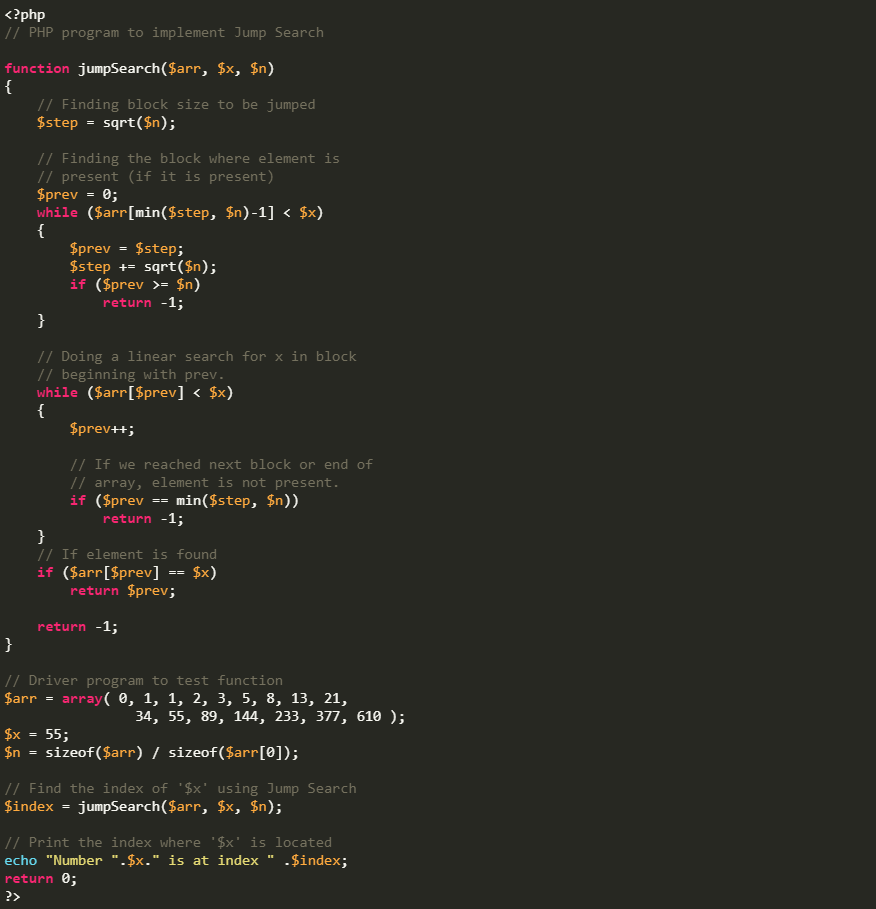 <?php
// PHP program to implement Jump Search

function jumpSearch($arr, $x, $n)
{
    // Finding block size to be jumped
    $step = sqrt($n);

    // Finding the block where element is
    // present (if it is present)
    $prev = 0;
    while ($arr[min($step, $n)-1] < $x)
    {
        $prev = $step;
        $step += sqrt($n);
        if ($prev >= $n)
            return -1;
    }

    // Doing a linear search for x in block
    // beginning with prev.
    while ($arr[$prev] < $x)
    {
        $prev++;

        // If we reached next block or end of
        // array, element is not present.
        if ($prev == min($step, $n))
            return -1;
    }
    // If element is found
    if ($arr[$prev] == $x)
        return $prev;

    return -1;
}

// Driver program to test function
$arr = array( 0, 1, 1, 2, 3, 5, 8, 13, 21,
                34, 55, 89, 144, 233, 377, 610 );
$x = 55;
$n = sizeof($arr) / sizeof($arr[0]);

// Find the index of '$x' using Jump Search
$index = jumpSearch($arr, $x, $n);

// Print the index where '$x' is located
echo "Number ".$x." is at index " .$index;
return 0;
?>